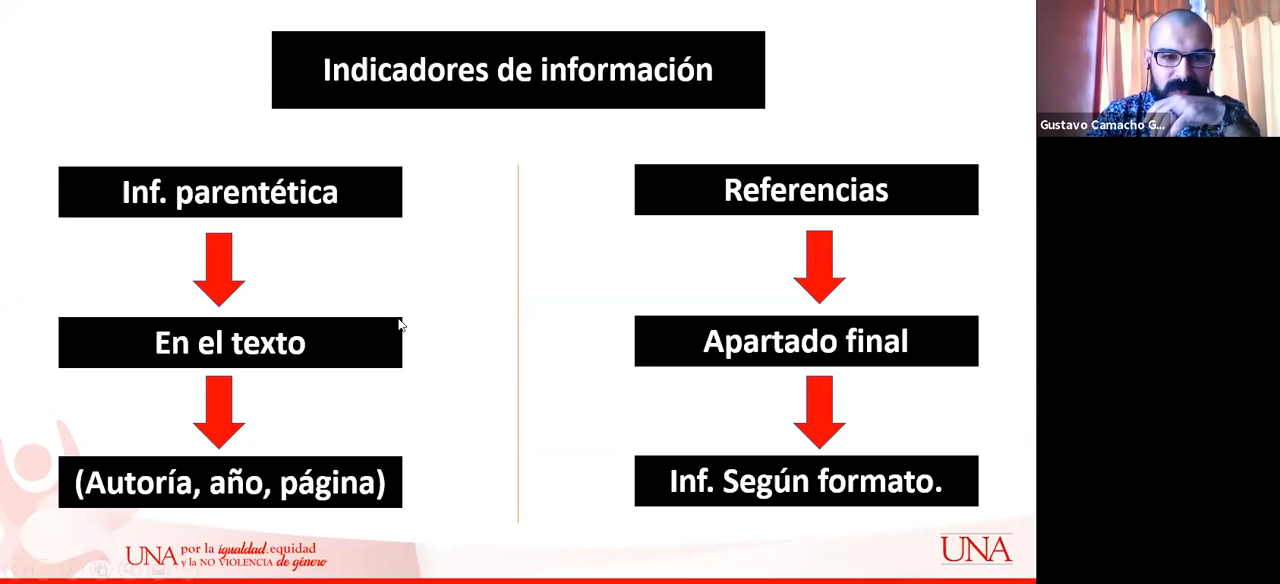 Indicadores de información
Gustavo Camacho G...
Inf. parentética
Referencias
En el texto
Apartado final
(Autoría, año, página)
Inf. Según formato.
UNA por la igualdad, equidad
y la NO VIOLENCIA de género
UNA